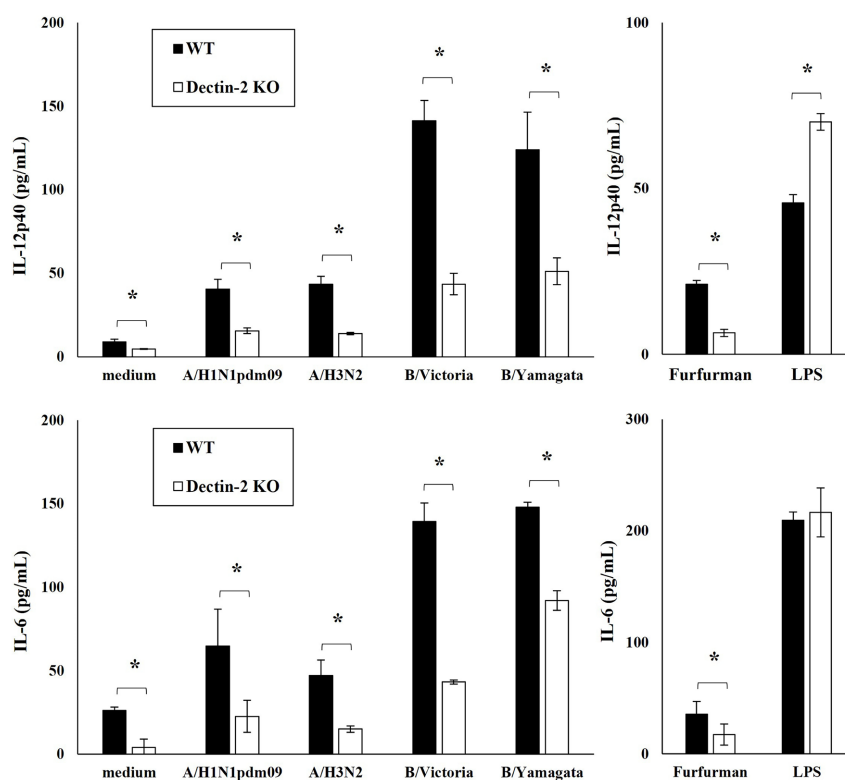 200
150
100
50
0
IL-12p40 (pg/mL)
WT
Dectin-2 KO
*
*
*
*
*
medium A/H1N1pdm09 A/H3N2 B/Victoria B/Yamagata
100
50
0
IL-12p40 (pg/mL)
*
*
Furfurman LPS
200
150
100
50
0
IL-6 (pg/mL)
WT
Dectin-2 KO
*
*
*
*
*
medium A/H1N1pdm09 A/H3N2 B/Victoria B/Yamagata
300
200
100
0
IL-6 (pg/mL)
*
Furfurman LPS